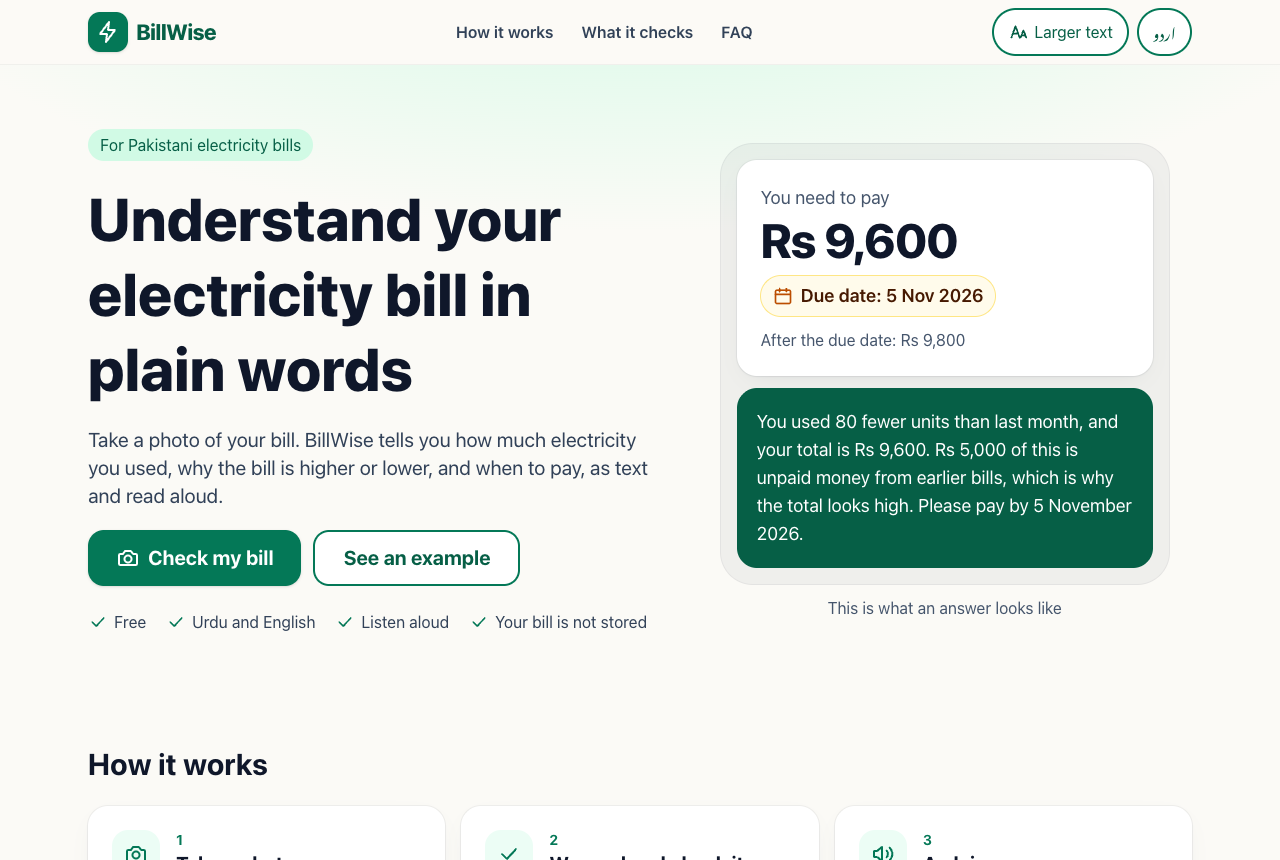 BillWise
How it works
What it checks
FAQ
Larger text
اردو
For Pakistani electricity bills
Understand your
electricity bill in
plain words
Take a photo of your bill. BillWise tells you how much electricity
you used, why the bill is higher or lower, and when to pay, as text
and read aloud.
Check my bill
See an example
Free
Urdu and English
Listen aloud
Your bill is not stored
You need to pay
Rs 9,600
Due date: 5 Nov 2026
After the due date: Rs 9,800
You used 80 fewer units than last month, and
your total is Rs 9,600. Rs 5,000 of this is
unpaid money from earlier bills, which is why
the total looks high. Please pay by 5 November
2026.
This is what an answer looks like
How it works
1
2
3